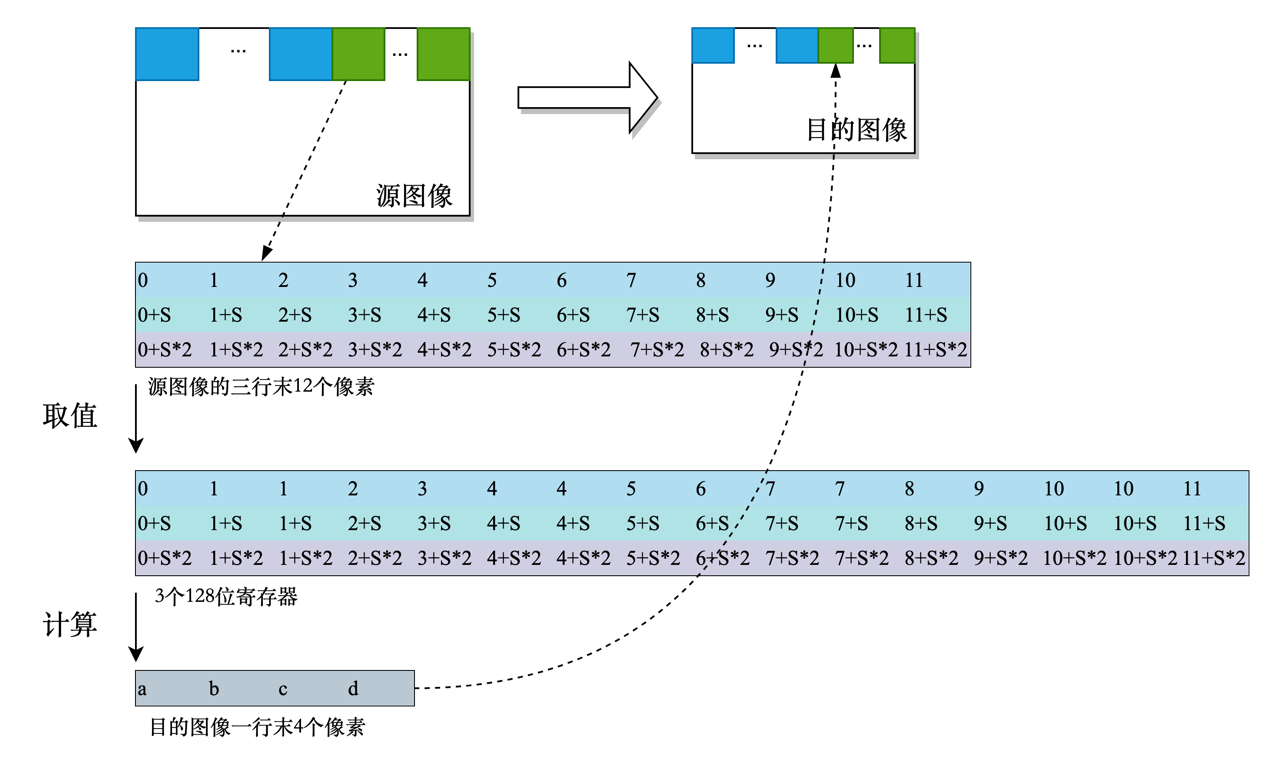 ... ... ... ...
目的图像
源图像
0 1 2 3 4 5 6 7 8 9 10 11
0+S 1+S 2+S 3+S 4+S 5+S 6+S 7+S 8+S 9+S 10+S 11+S
0+S*2 1+S*2 2+S*2 3+S*2 4+S*2 5+S*2 6+S*2 7+S*2 8+S*2 9+S*2 10+S*2 11+S*2
源图像的三行末12个像素
取值
0 1 1 2 3 4 4 5 6 7 7 8 9 10 10 11
0+S 1+S 1+S 2+S 3+S 4+S 4+S 5+S 6+S 7+S 7+S 8+S 9+S 10+S 10+S 11+S
0+S*2 1+S*2 1+S*2 2+S*2 3+S*2 4+S*2 4+S*2 5+S*2 6+S*2 7+S*2 7+S*2 8+S*2 9+S*2 10+S*2 10+S*2 11+S*2
3个128位寄存器
计算
a b c d
目的图像一行末4个像素